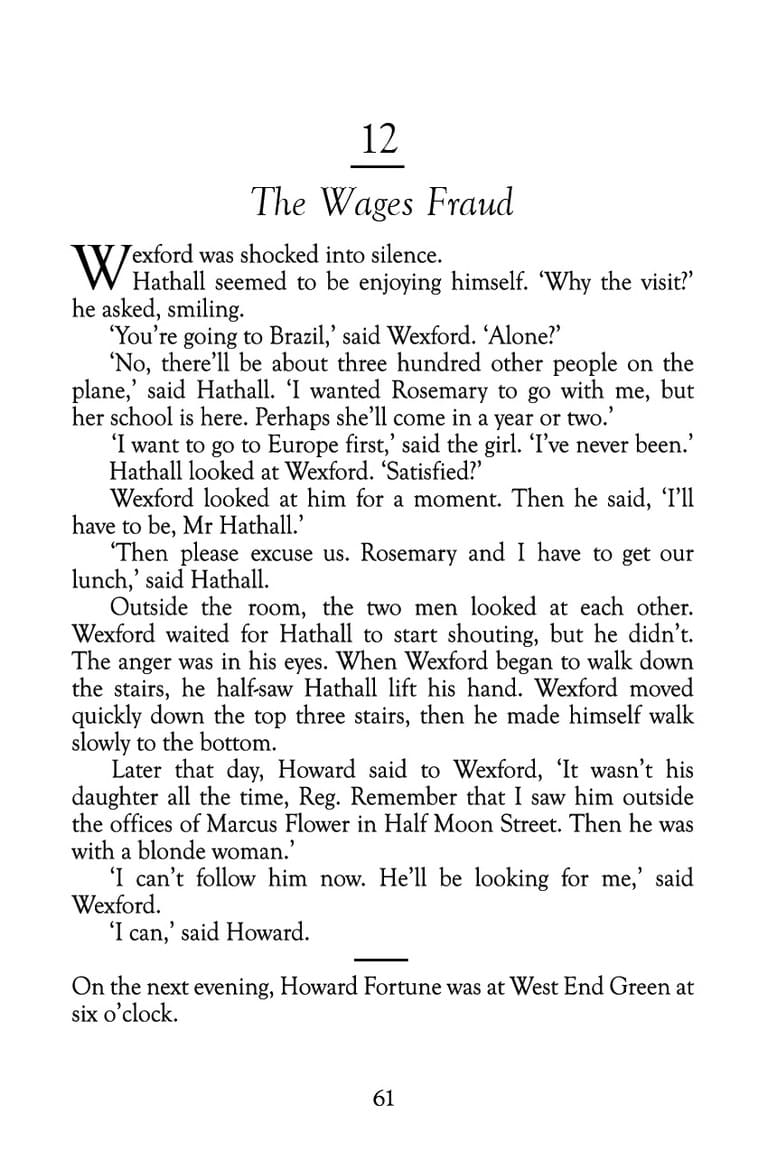 12
The Wages Fraud
Wexford was shocked into silence.
Hathall seemed to be enjoying himself. ‘Why the visit?’
he asked, smiling.
‘You’re going to Brazil,’ said Wexford. ‘Alone?’
‘No, there’ll be about three hundred other people on the
plane,’ said Hathall. ‘I wanted Rosemary to go with me, but
her school is here. Perhaps she’ll come in a year or two.’
‘I want to go to Europe first,’ said the girl. ‘I’ve never been.’
Hathall looked at Wexford. ‘Satisfied?’
Wexford looked at him for a moment. Then he said, ‘I’ll
have to be, Mr Hathall.’
‘Then please excuse us. Rosemary and I have to get our
lunch,’ said Hathall.
Outside the room, the two men looked at each other.
Wexford waited for Hathall to start shouting, but he didn’t.
The anger was in his eyes. When Wexford began to walk down
the stairs, he half-saw Hathall lift his hand. Wexford moved
quickly down the top three stairs, then he made himself walk
slowly to the bottom.
Later that day, Howard said to Wexford, ‘It wasn’t his
daughter all the time, Reg. Remember that I saw him outside
the offices of Marcus Flower in Half Moon Street. Then he was
with a blonde woman.’
‘I can’t follow him now. He’ll be looking for me,’ said
Wexford.
‘I can,’ said Howard.
On the next evening, Howard Fortune was at West End Green at
six o’clock.
61